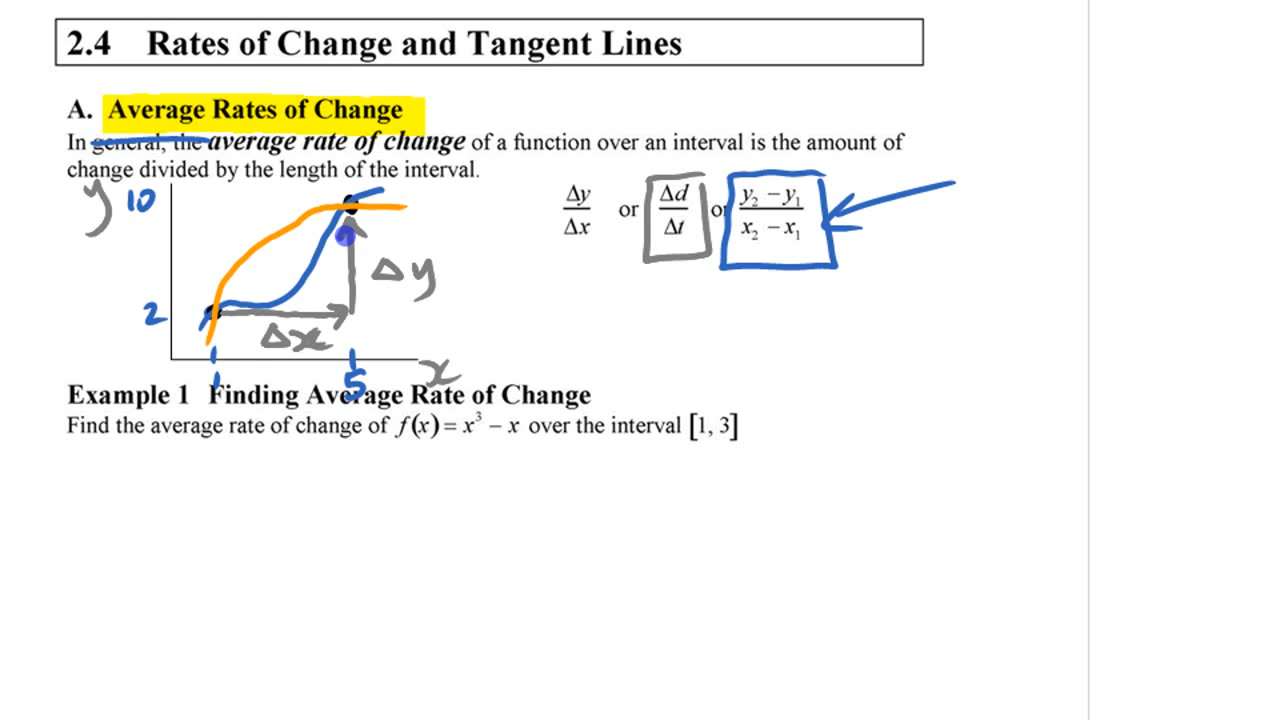 2.4 Rates of Change and Tangent Lines
A. Average Rates of Change
In general, the average rate of change of a function over an interval is the amount of
change divided by the length of the interval.
y 10
Δy/Δx or Δd/Δt or y₂ − y₁/x₂ − x₁
Δy
2
Δx
x
1 5
Example 1 Finding Average Rate of Change
Find the average rate of change of f(x) = x³ − x over the interval [1, 3]